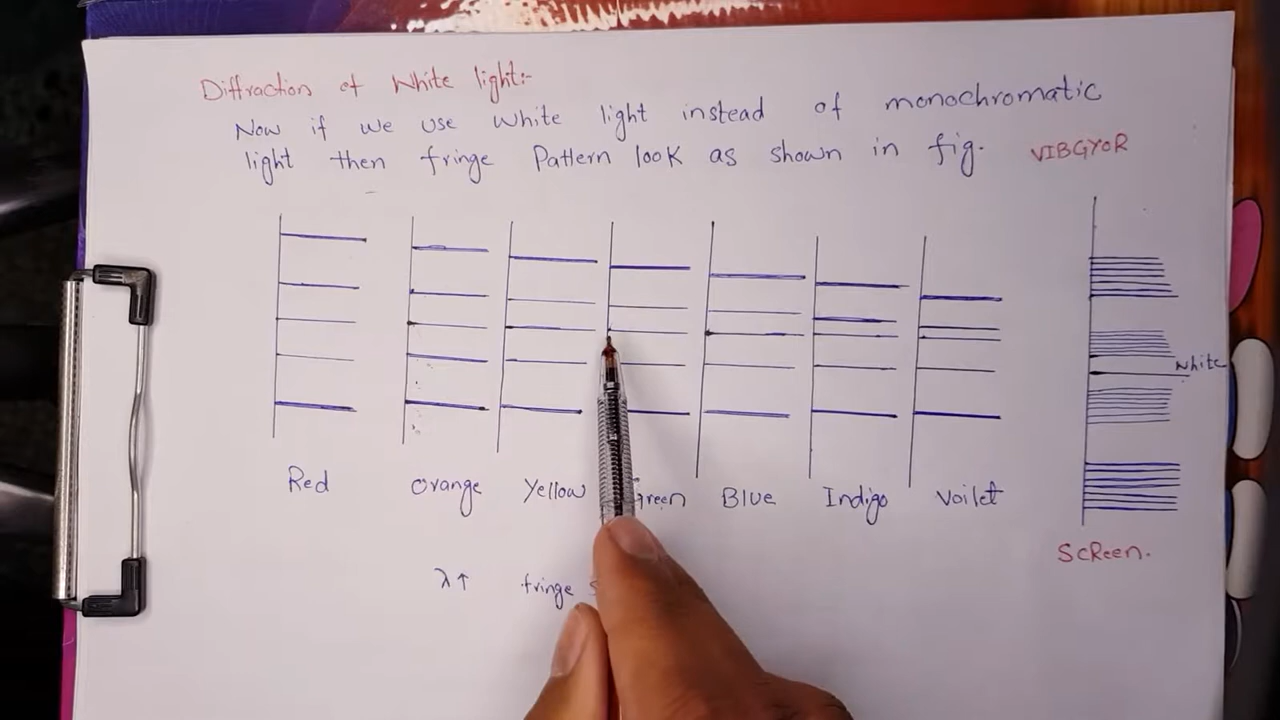 Diffraction of White light:-
Now if we use white light instead of monochromatic
light then fringe Pattern look as shown in fig. VIBGYOR
White
Red Orange Yellow Green Blue Indigo Voilet
SCReen.
λ↑ fringe